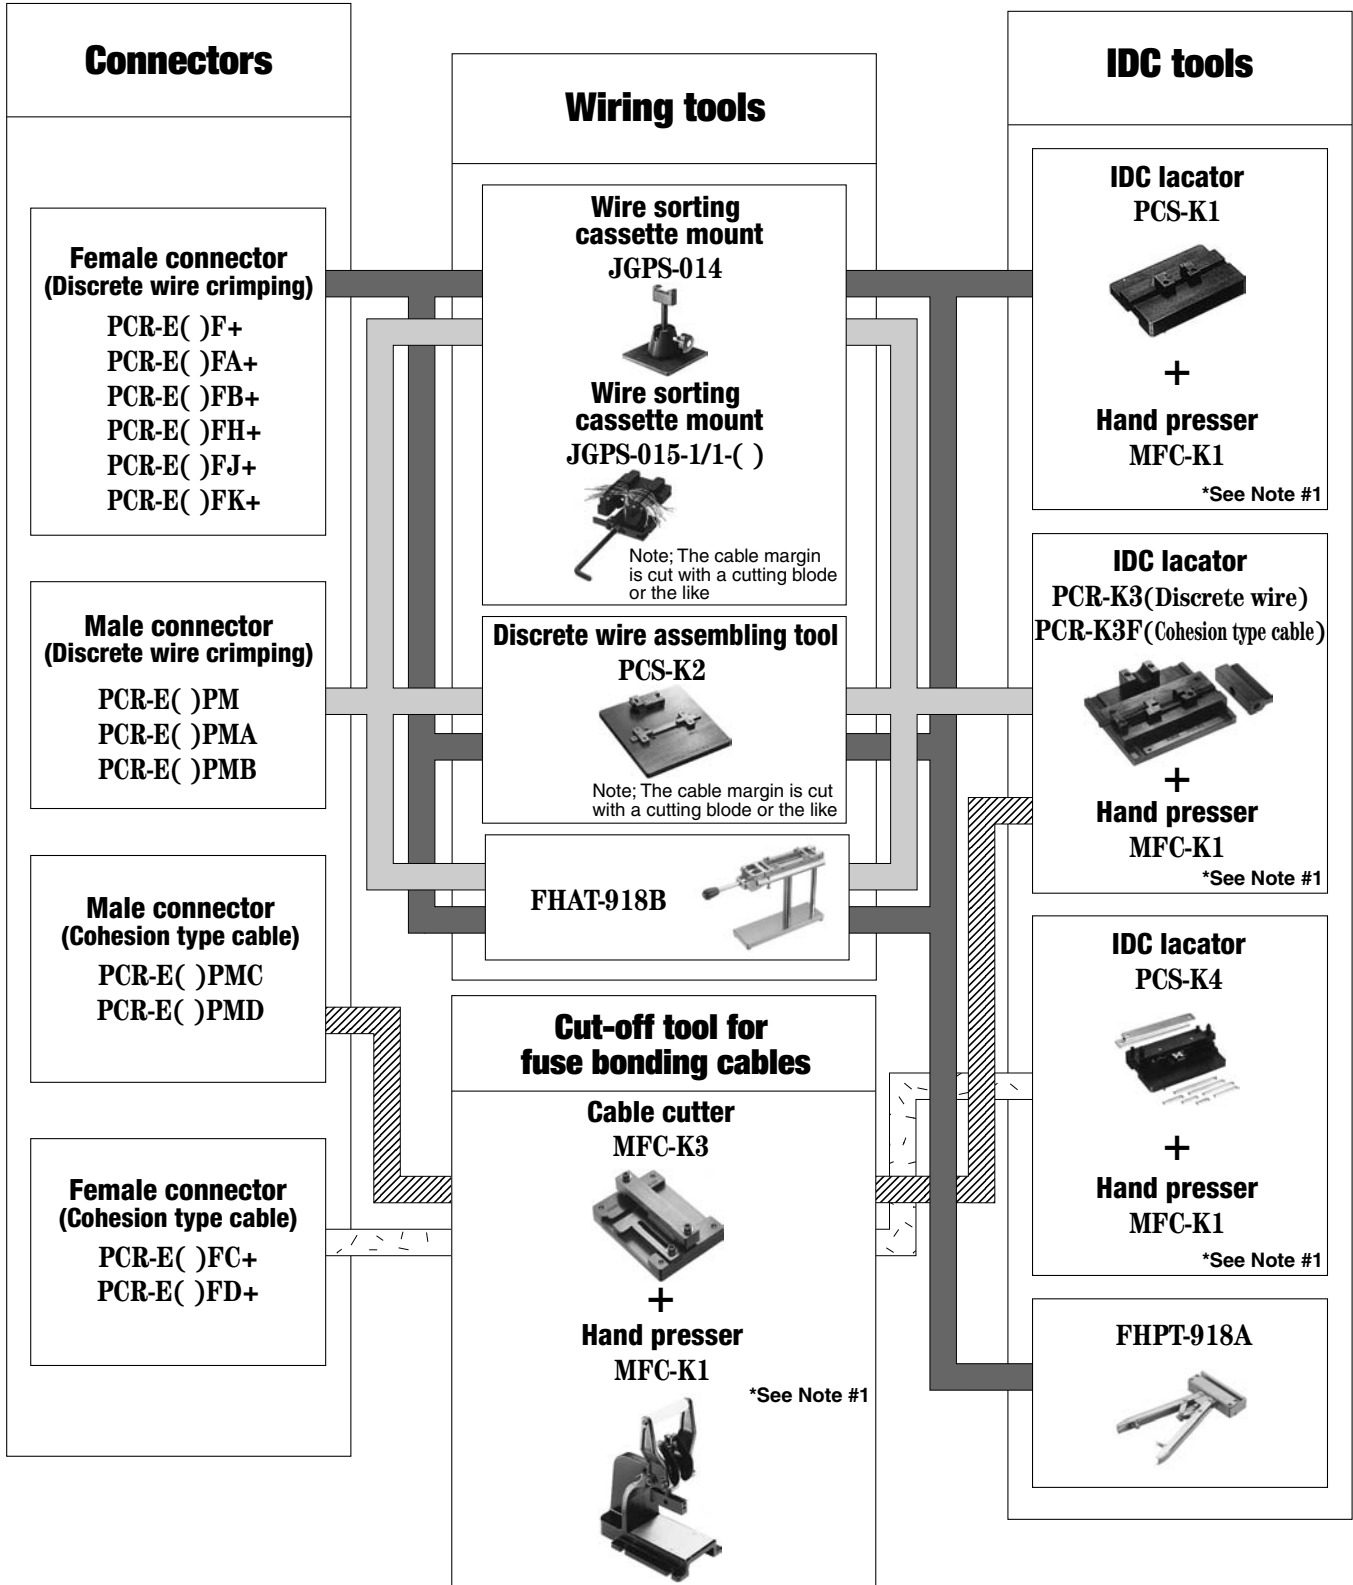 Connectors
Female connector
(Discrete wire crimping)
PCR-E( )F+
PCR-E( )FA+
PCR-E( )FB+
PCR-E( )FH+
PCR-E( )FJ+
PCR-E( )FK+
Male connector
(Discrete wire crimping)
PCR-E( )PM
PCR-E( )PMA
PCR-E( )PMB
Male connector
(Cohesion type cable)
PCR-E( )PMC
PCR-E( )PMD
Female connector
(Cohesion type cable)
PCR-E( )FC+
PCR-E( )FD+
Wiring tools
Wire sorting
cassette mount
JGPS-014
Wire sorting
cassette mount
JGPS-015-1/1-( )
Note; The cable margin
is cut with a cutting blode
or the like
Discrete wire assembling tool
PCS-K2
Note; The cable margin is cut
with a cutting blode or the like
FHAT-918B
Cut-off tool for
fuse bonding cables
Cable cutter
MFC-K3
+
Hand presser
MFC-K1
*See Note #1
IDC tools
IDC lacator
PCS-K1
+
Hand presser
MFC-K1
*See Note #1
IDC lacator
PCR-K3(Discrete wire)
PCR-K3F(Cohesion type cable)
+
Hand presser
MFC-K1
*See Note #1
IDC lacator
PCS-K4
+
Hand presser
MFC-K1
*See Note #1
FHPT-918A